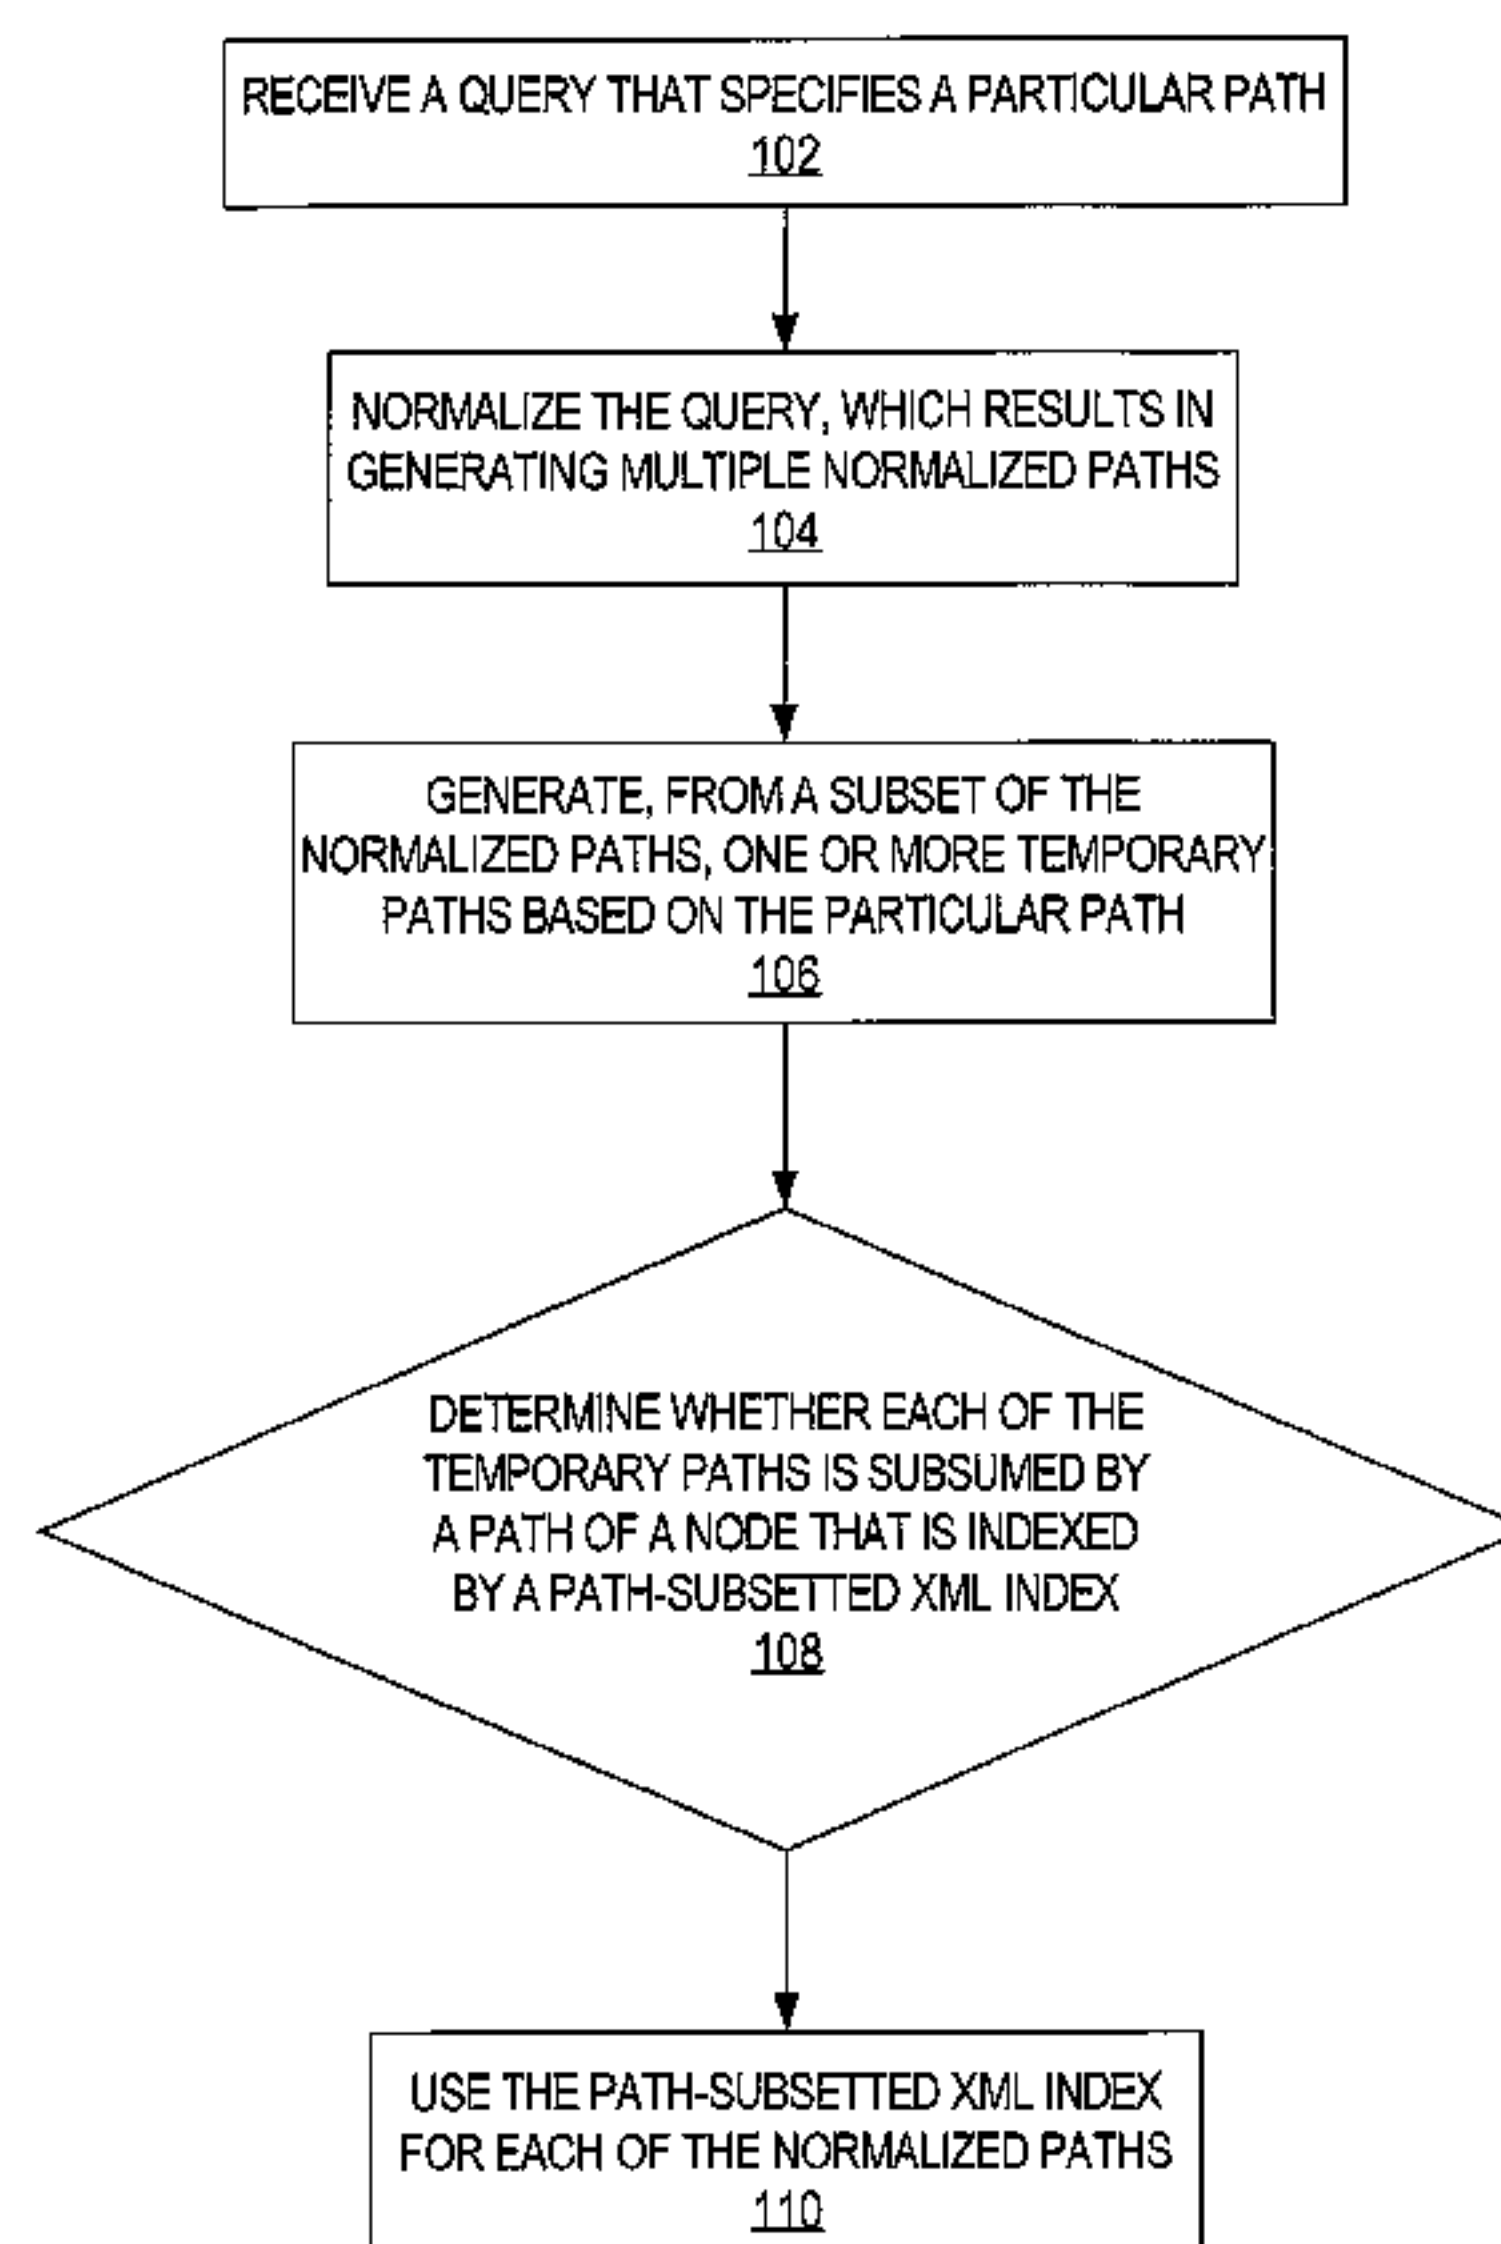 RECEIVE A QUERY THAT SPECIFIES A PARTICULAR PATH
102
NORMALIZE THE QUERY, WHICH RESULTS IN
GENERATING MULTIPLE NORMALIZED PATHS
104
GENERATE, FROM A SUBSET OF THE
NORMALIZED PATHS, ONE OR MORE TEMPORARY
PATHS BASED ON THE PARTICULAR PATH
106
DETERMINE WHETHER EACH OF THE
TEMPORARY PATHS IS SUBSUMED BY
A PATH OF A NODE THAT IS INDEXED
BY A PATH-SUBSETTED XML INDEX
108
USE THE PATH-SUBSETTED XML INDEX
FOR EACH OF THE NORMALIZED PATHS
110